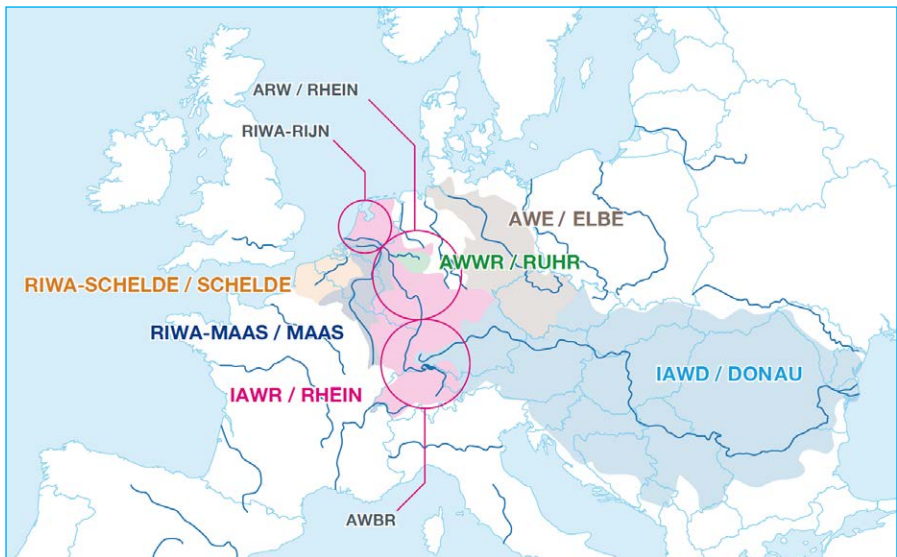 ARW / RHEIN
RIWA-RIJN
AWE / ELBE
AWWR / RUHR
RIWA-SCHELDE / SCHELDE
RIWA-MAAS / MAAS
IAWD / DONAU
IAWR / RHEIN
AWBR